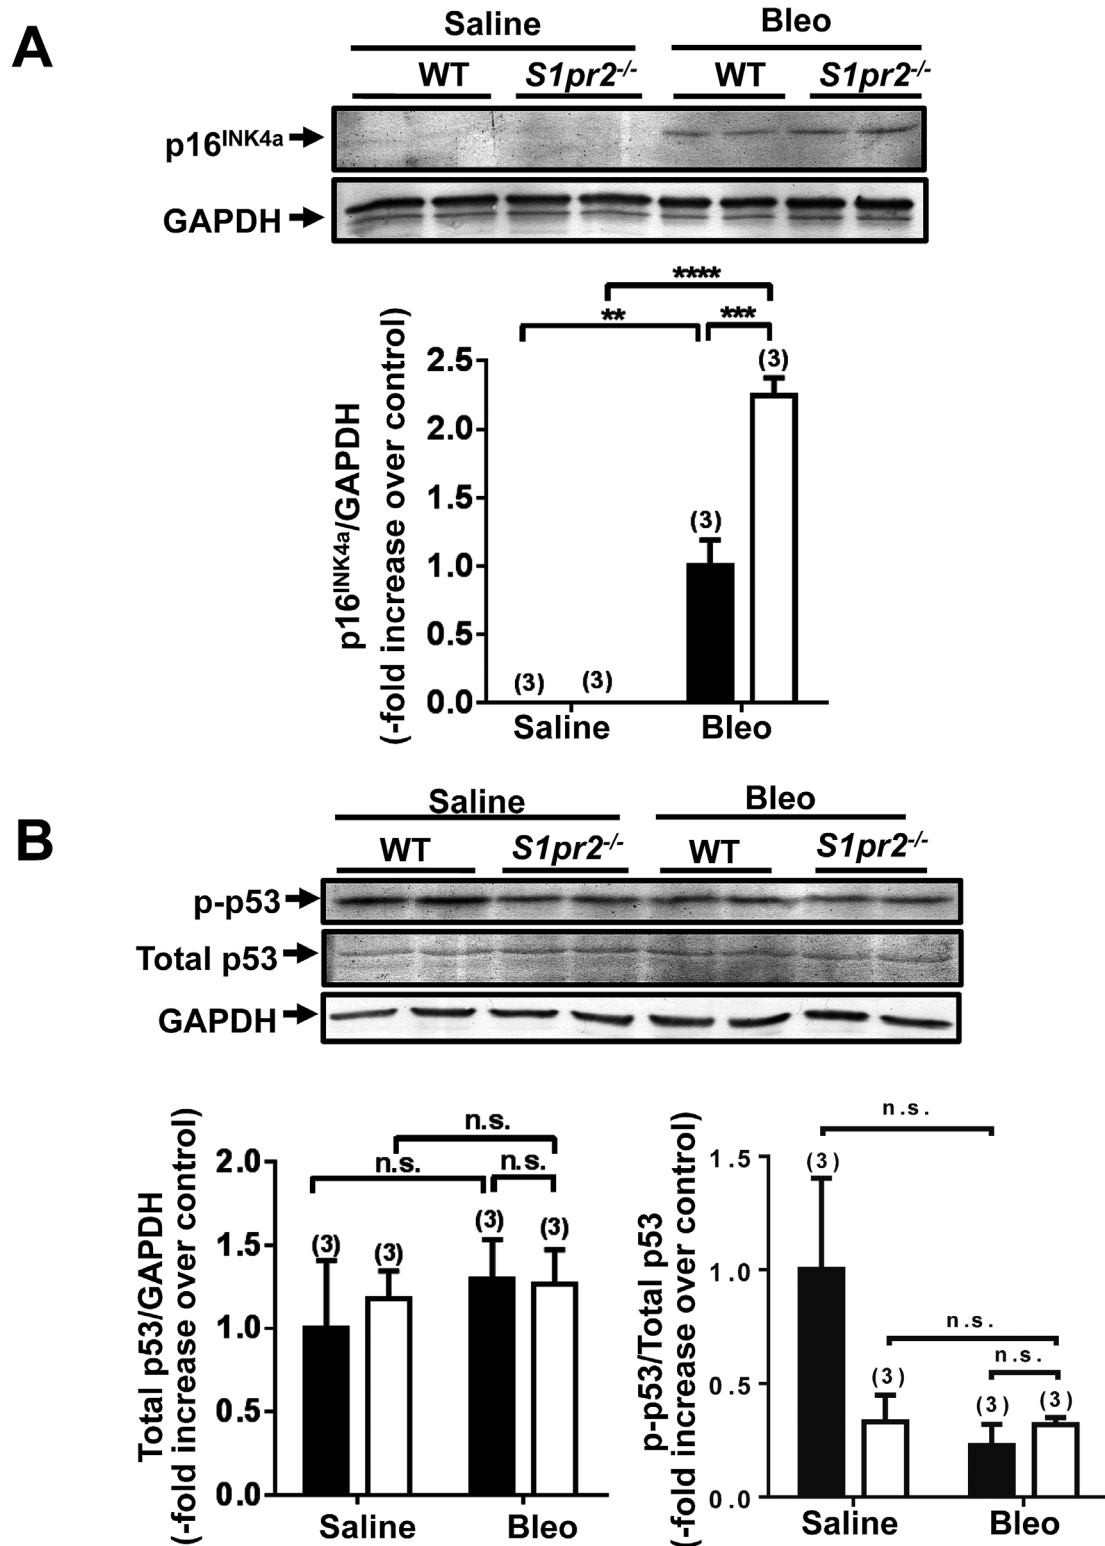 A
Saline Bleo
WT S1pr2-/- WT S1pr2-/-
p16INK4a
GAPDH
****
** ***
p16INK4a/GAPDH
(-fold increase over control)
2.5
2.0
1.5
1.0
0.5
0.0
(3) (3) (3) (3)
Saline Bleo
B
Saline Bleo
WT S1pr2-/- WT S1pr2-/-
p-p53
Total p53
GAPDH
Total p53/GAPDH
(-fold increase over control)
2.0
1.5
1.0
0.5
0.0
n.s.
n.s. n.s.
(3) (3) (3) (3)
Saline Bleo
p-p53/Total p53
(-fold increase over control)
1.5
1.0
0.5
0.0
n.s.
n.s.
n.s.
(3) (3) (3) (3)
Saline Bleo